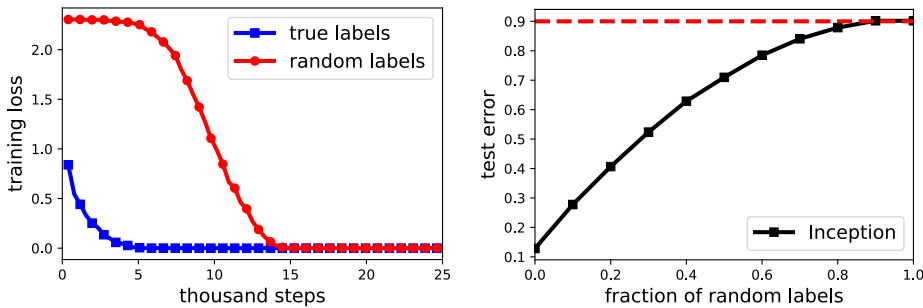 training loss
2.0
1.5
1.0
0.5
0.0
true labels
random labels
0 5 10 15 20 25
thousand steps
test error
0.9
0.8
0.7
0.6
0.5
0.4
0.3
0.2
0.1
Inception
0.0 0.2 0.4 0.6 0.8 1.0
fraction of random labels